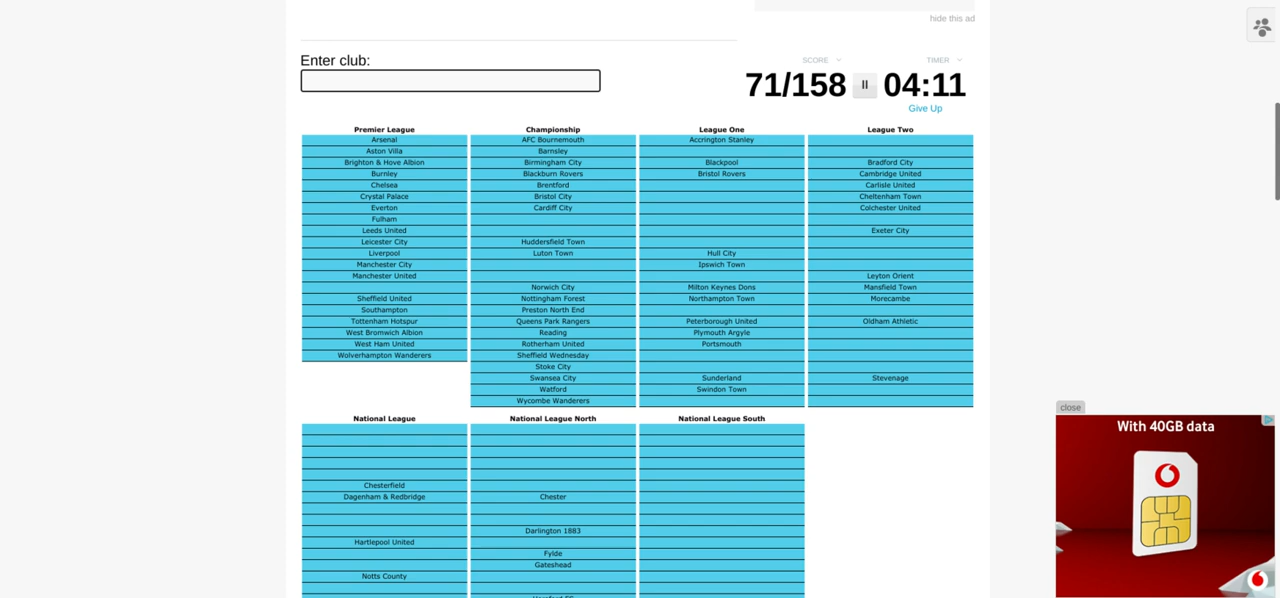 hide this ad
Enter club:
SCORE
TIMER
71/158
04:11
Give Up
Premier League
Arsenal
Aston Villa
Brighton & Hove Albion
Burnley
Chelsea
Crystal Palace
Everton
Fulham
Leeds United
Leicester City
Liverpool
Manchester City
Manchester United
Sheffield United
Southampton
Tottenham Hotspur
West Bromwich Albion
West Ham United
Wolverhampton Wanderers
Championship
AFC Bournemouth
Barnsley
Birmingham City
Blackburn Rovers
Brentford
Bristol City
Cardiff City
Huddersfield Town
Luton Town
Norwich City
Nottingham Forest
Preston North End
Queens Park Rangers
Reading
Rotherham United
Sheffield Wednesday
Stoke City
Swansea City
Watford
Wycombe Wanderers
League One
Accrington Stanley
Blackpool
Bristol Rovers
Hull City
Ipswich Town
Milton Keynes Dons
Northampton Town
Peterborough United
Plymouth Argyle
Portsmouth
Sunderland
Swindon Town
League Two
Bradford City
Cambridge United
Carlisle United
Cheltenham Town
Colchester United
Exeter City
Leyton Orient
Mansfield Town
Morecambe
Oldham Athletic
Stevenage
National League
Chesterfield
Dagenham & Redbridge
Hartlepool United
Notts County
National League North
Chester
Darlington 1883
Fylde
Gateshead
National League South
close
With 40GB data